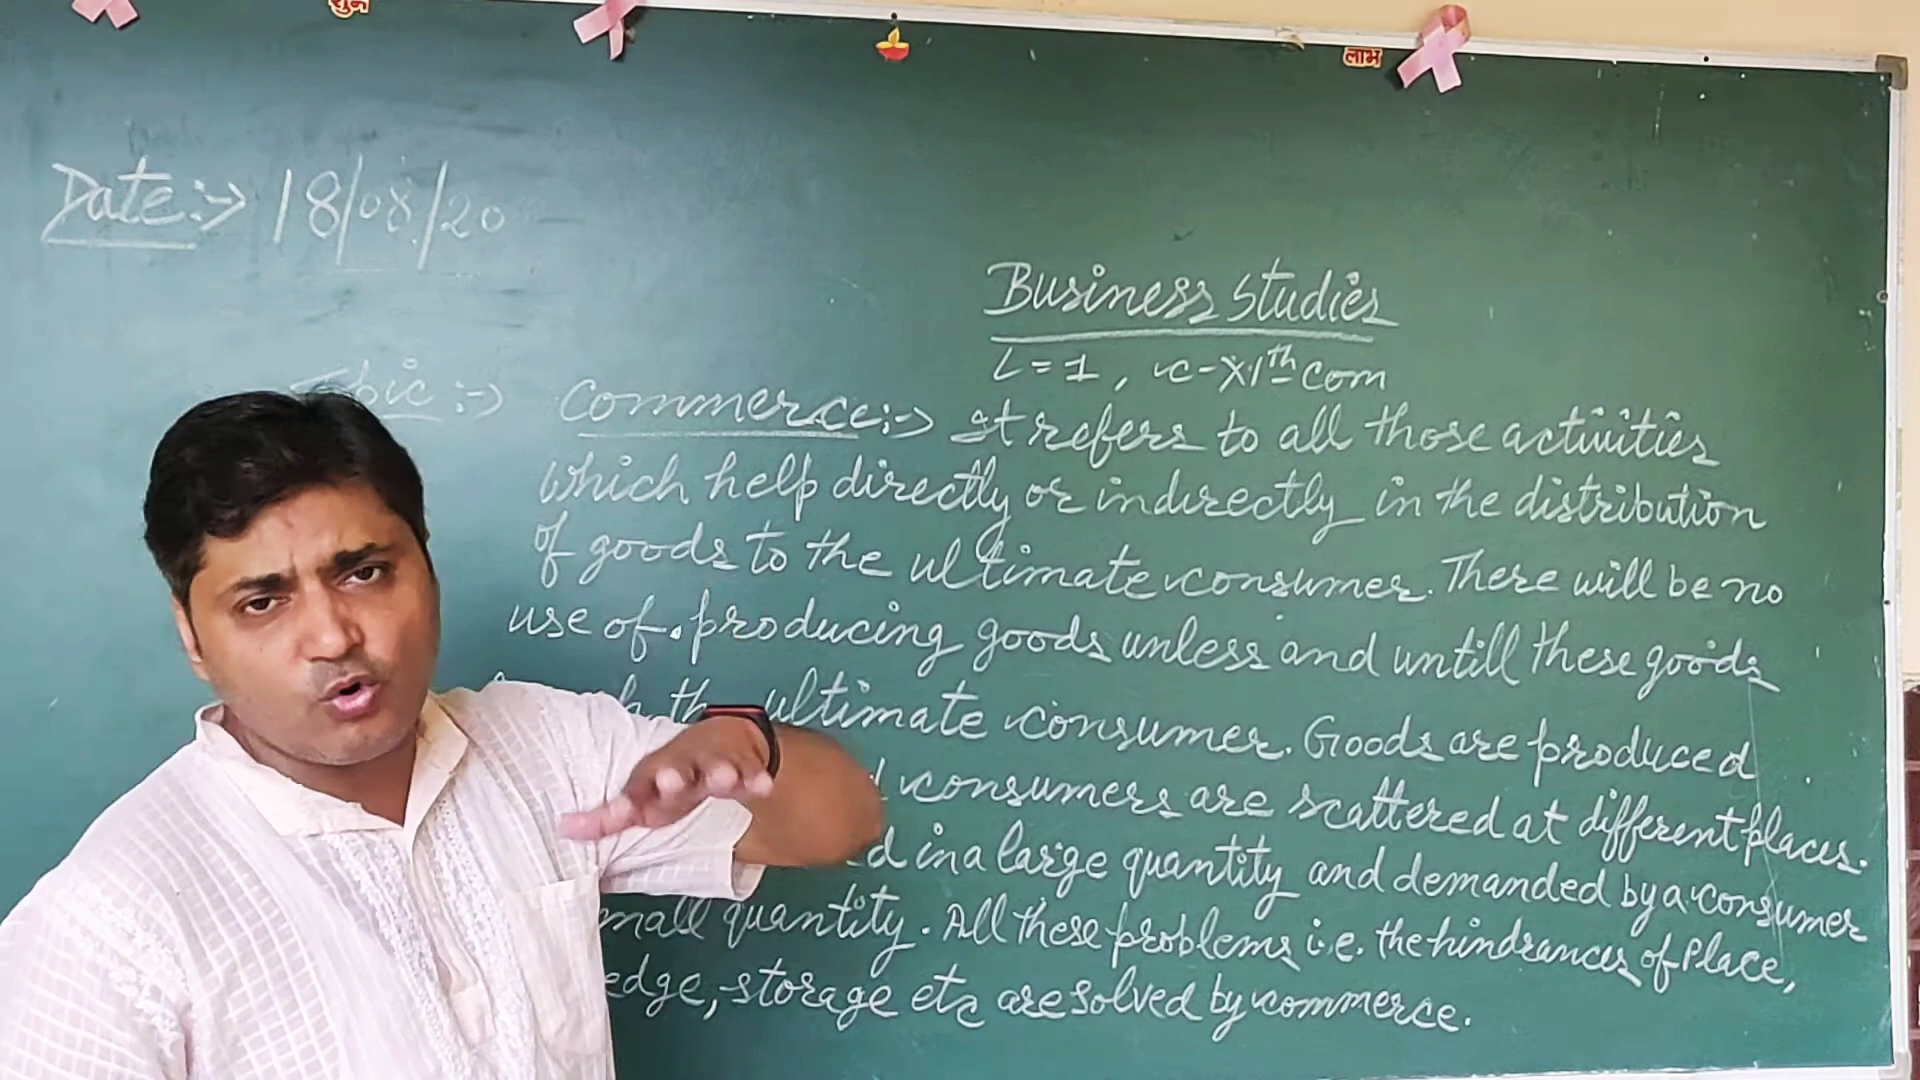 शुभ
लाभ
Date:-> 18/08/20
Business Studies
L=1, C-XIth com
Topic:-> Commerce:-> It refers to all those activities
which help directly or indirectly in the distribution
of goods to the ultimate consumer. There will be no
use of producing goods unless and untill these goods
ultimate consumer. Goods are produced
consumers are scattered at different places.
in a large quantity and demanded by a consumer
quantity. All these problems i.e. the hindrances of Place,
storage etc are solved by commerce.